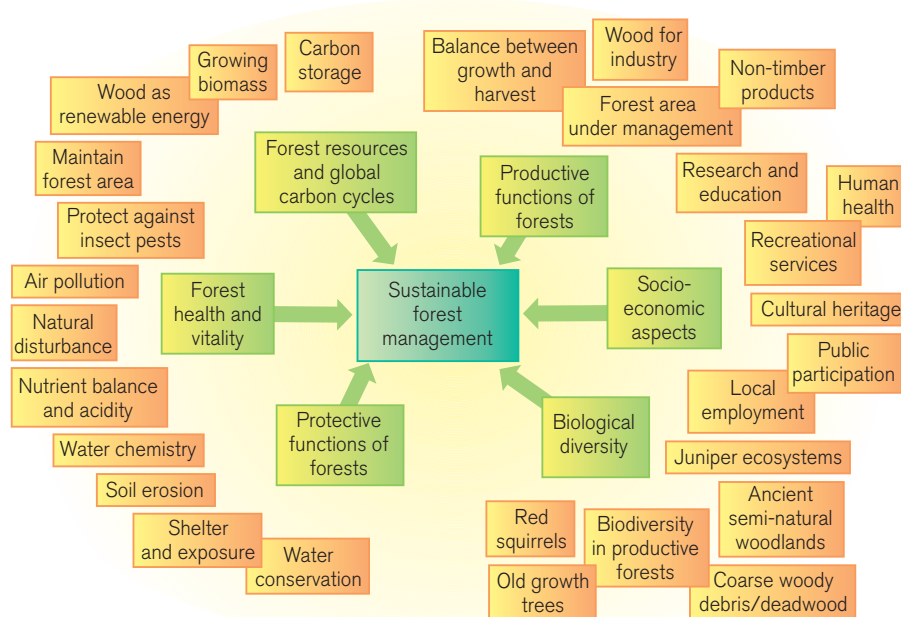 Carbon
storage
Growing
biomass
Wood as
renewable energy
Maintain
forest area
Protect against
insect pests
Air pollution
Natural
disturbance
Nutrient balance
and acidity
Water chemistry
Soil erosion
Shelter
and exposure
Water
conservation
Forest resources
and global
carbon cycles
Forest
health and
vitality
Protective
functions of
forests
Sustainable
forest
management
Productive
functions of
forests
Socio-
economic
aspects
Biological
diversity
Balance between
growth and
harvest
Wood for
industry
Forest area
under management
Non-timber
products
Research and
education
Human
health
Recreational
services
Cultural heritage
Public
participation
Local
employment
Juniper ecosystems
Ancient
semi-natural
woodlands
Red
squirrels
Biodiversity
in productive
forests
Old growth
trees
Coarse woody
debris/deadwood